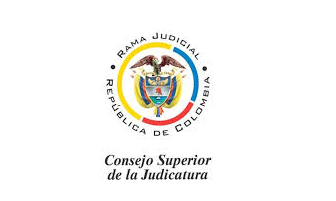 RAMA JUDICIAL
REPÚBLICA DE COLOMBIA
Consejo Superior
de la Judicatura